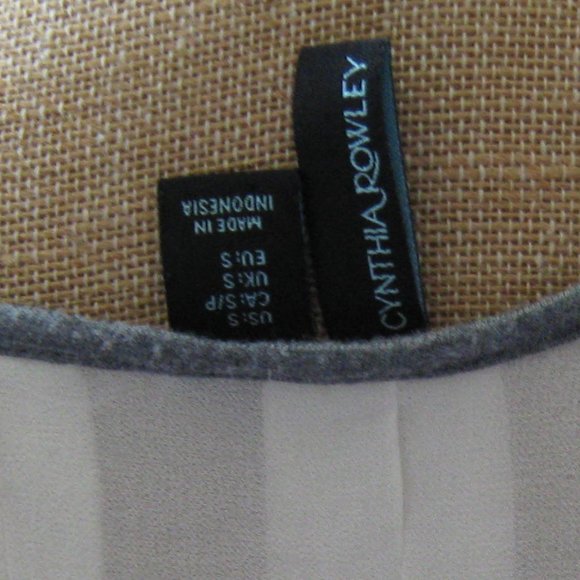 CYNTHIA ROWLEY
US:S
CA:S/P
UK:S
EU:S
MADE IN
INDONESIA